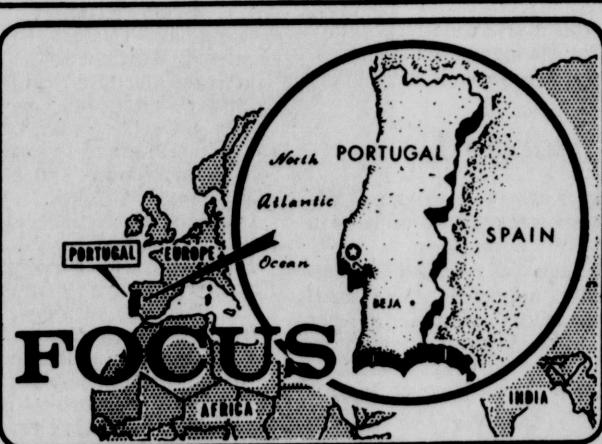 North
PORTUGAL
Atlantic
SPAIN
PORTUGAL
EUROPE
Ocean
BEJA
FOCUS
AFRICA
INDIA